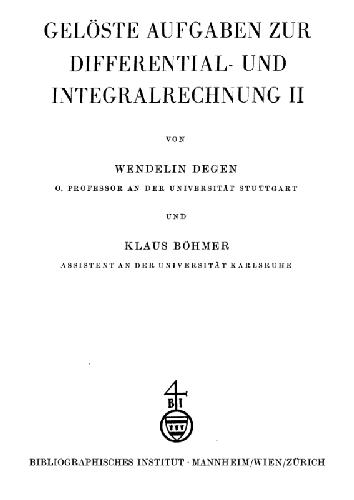 GELÖSTE AUFGABEN ZUR
DIFFERENTIAL- UND
INTEGRALRECHNUNG II
VON
WENDELIN DEGEN
O. PROFESSOR AN DER UNIVERSITÄT STUTTGART
UND
KLAUS BÖHMER
ASSISTENT AN DER UNIVERSITÄT KARLSRUHE
B I
BIBLIOGRAPHISCHES INSTITUT · MANNHEIM/WIEN/ZÜRICH